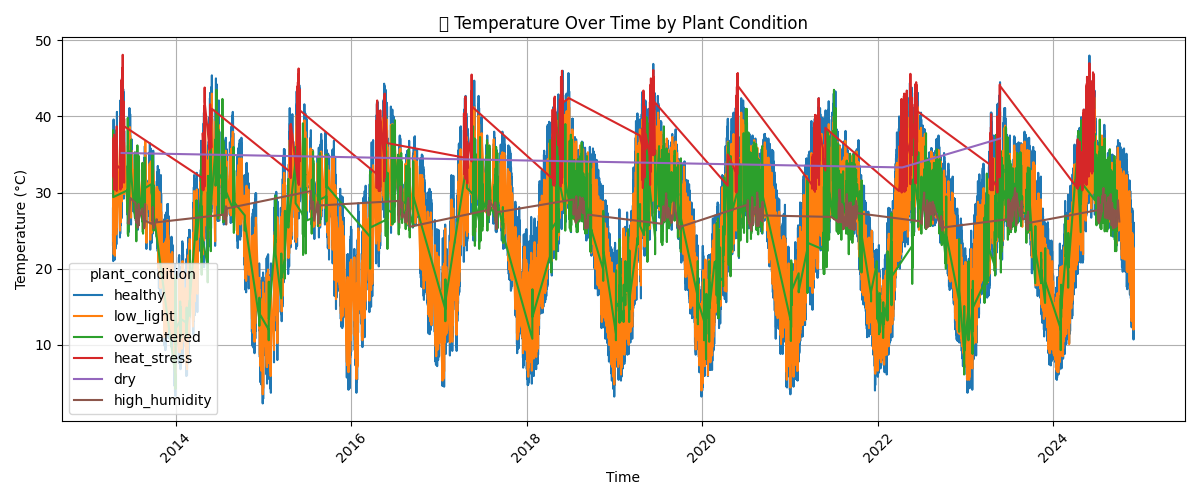 Temperature Over Time by Plant Condition
50
40
30
20
10
Temperature (°C)
plant_condition
healthy
low_light
overwatered
heat_stress
dry
high_humidity
2014
2016
2018
2020
2022
2024
Time